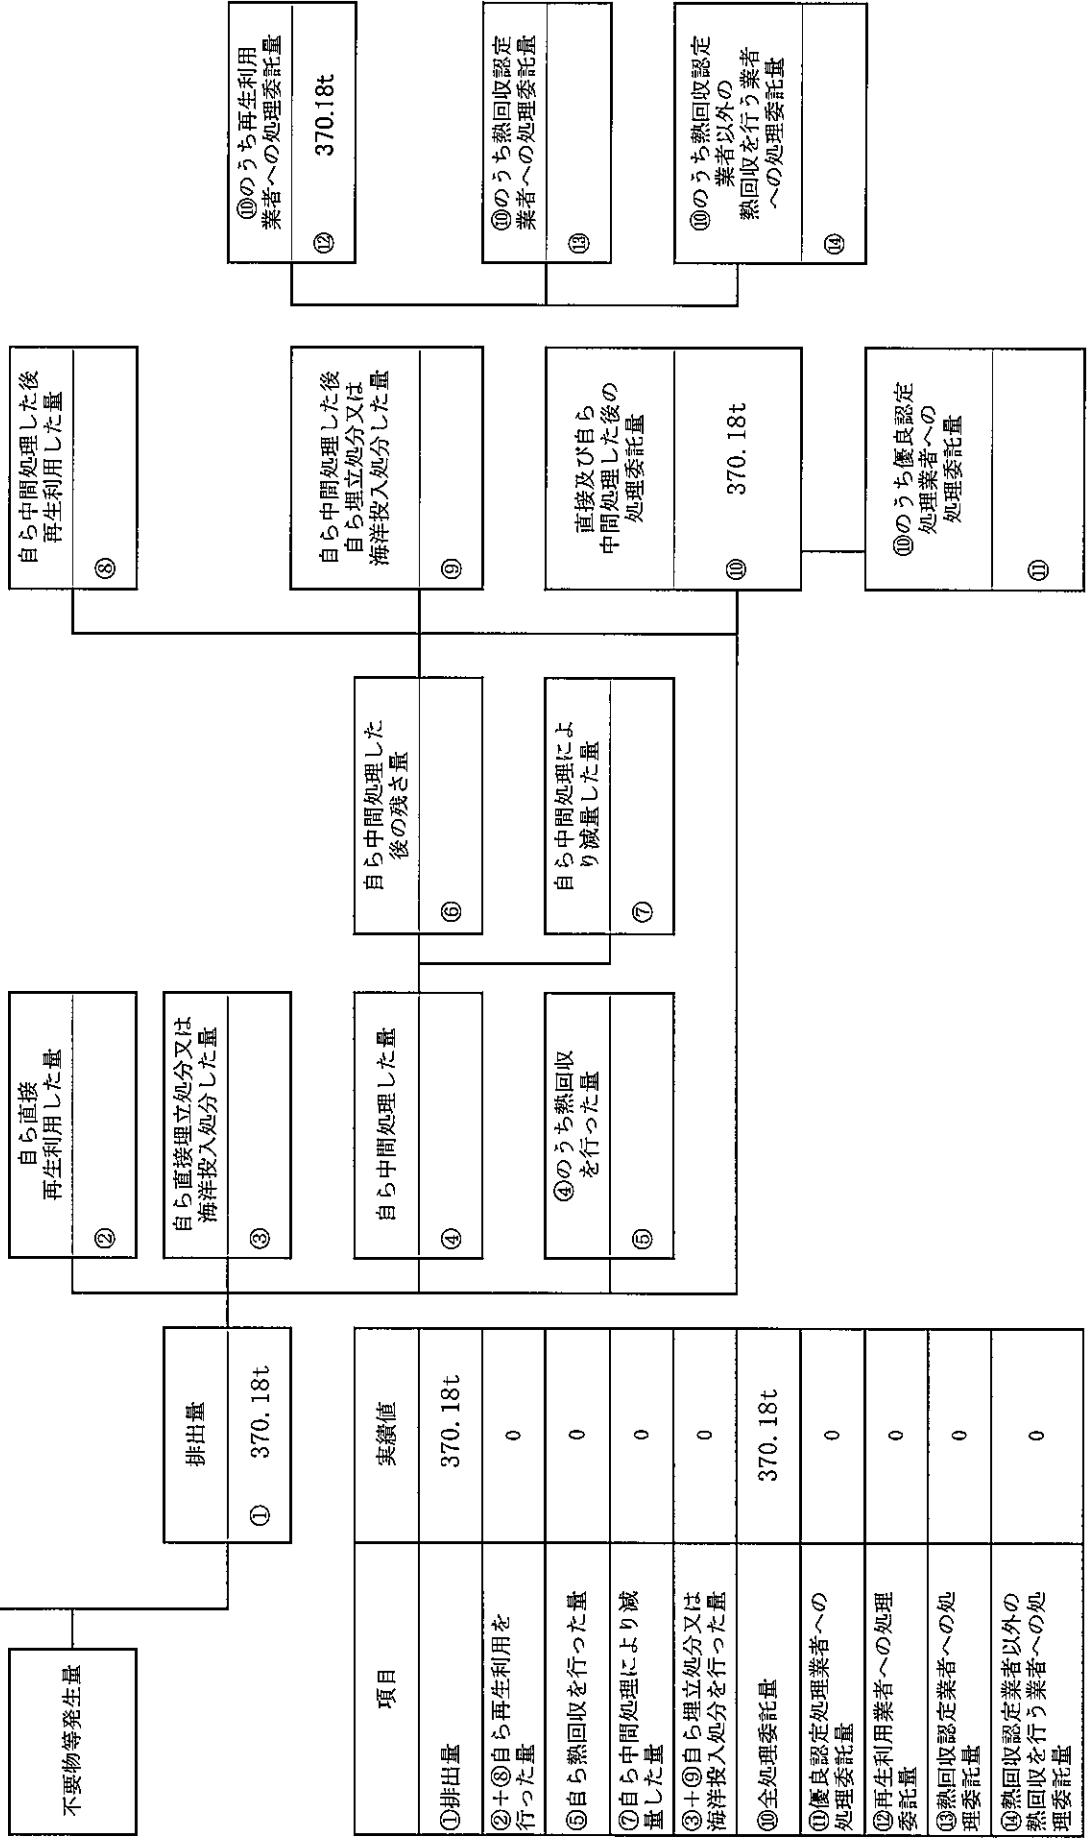 不要物等発生量
排出量
① 370.18t
自ら直接
再生利用した量
②
自ら直接埋立処分又は
海洋投入処分した量
③
自ら中間処理した量
④
④のうち熱回収
を行った量
⑤
自ら中間処理した
後の残さ量
⑥
自ら中間処理によ
り減量した量
⑦
自ら中間処理した後
再生利用した量
⑧
自ら中間処理した後
自ら埋立処分又は
海洋投入処分した量
⑨
直接及び自ら
中間処理した後の
処理委託量
⑩ 370.18t
⑩のうち優良認定
処理業者への
処理委託量
⑪
⑩のうち再生利用
業者への処理委託量
⑫ 370.18t
⑩のうち熱回収認定
業者への処理委託量
⑬
⑩のうち熱回収認定
業者以外の
熱回収を行う業者
への処理委託量
⑭
項目 実績値
①排出量 370.18t
②+⑧自ら再生利用を
行った量 0
⑤自ら熱回収を行った量 0
⑦自ら中間処理により減
量した量 0
③+⑨自ら埋立処分又は
海洋投入処分を行った量 0
⑩全処理委託量 370.18t
⑪優良認定処理業者への
処理委託量 0
⑫再生利用業者への処理
委託量 0
⑬熱回収認定業者への処
理委託量 0
⑭熱回収認定業者以外の
熱回収を行う業者への処
理委託量 0